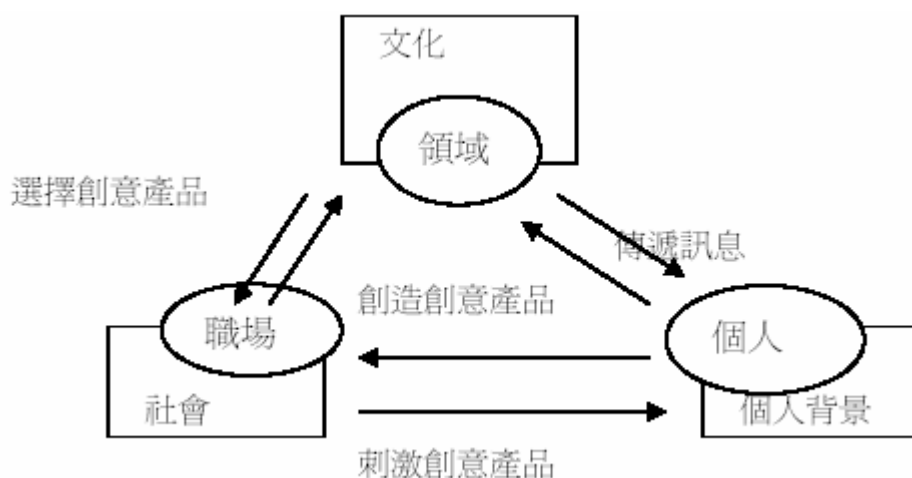 文化
領域
選擇創意產品
傳遞訊息
創造創意產品
職場
個人
社會
個人背景
刺激創意產品